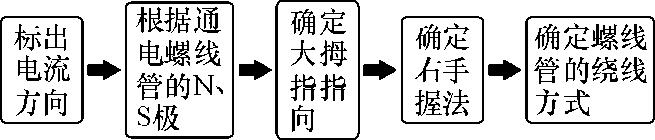 标出
电流
方向
根据通
电螺线
管的N、
S极
确定
大拇
指指
向
确定
右手
握法
确定螺线
管的绕线
方式